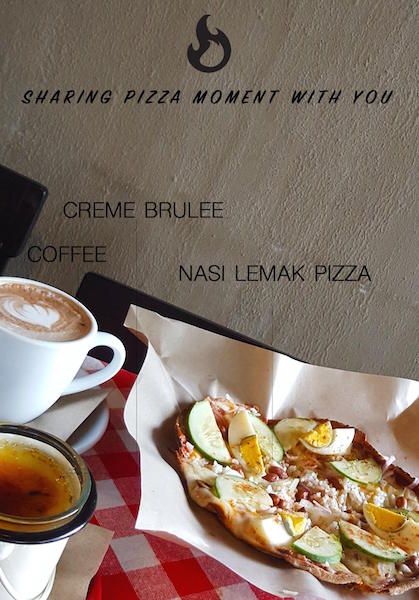 SHARING PIZZA MOMENT WITH YOU
CREME BRULEE
COFFEE
NASI LEMAK PIZZA